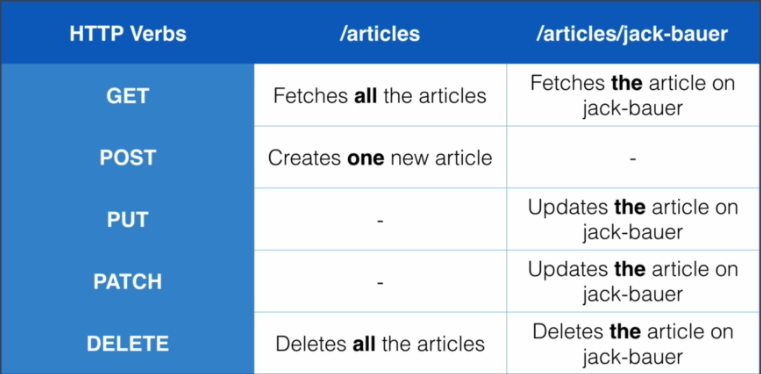 HTTP Verbs /articles /articles/jack-bauer
GET Fetches all the articles Fetches the article on
jack-bauer
POST Creates one new article -
PUT - Updates the article on
jack-bauer
PATCH - Updates the article on
jack-bauer
DELETE Deletes all the articles Deletes the article on
jack-bauer